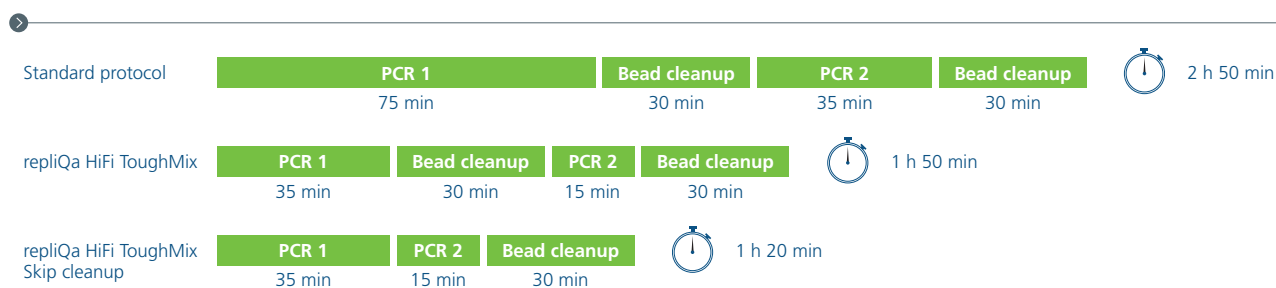 Standard protocol PCR 1 Bead cleanup PCR 2 Bead cleanup 2 h 50 min
75 min 30 min 35 min 30 min
repliQa HiFi ToughMix PCR 1 Bead cleanup PCR 2 Bead cleanup 1 h 50 min
35 min 30 min 15 min 30 min
repliQa HiFi ToughMix PCR 1 PCR 2 Bead cleanup 1 h 20 min
Skip cleanup
35 min 15 min 30 min